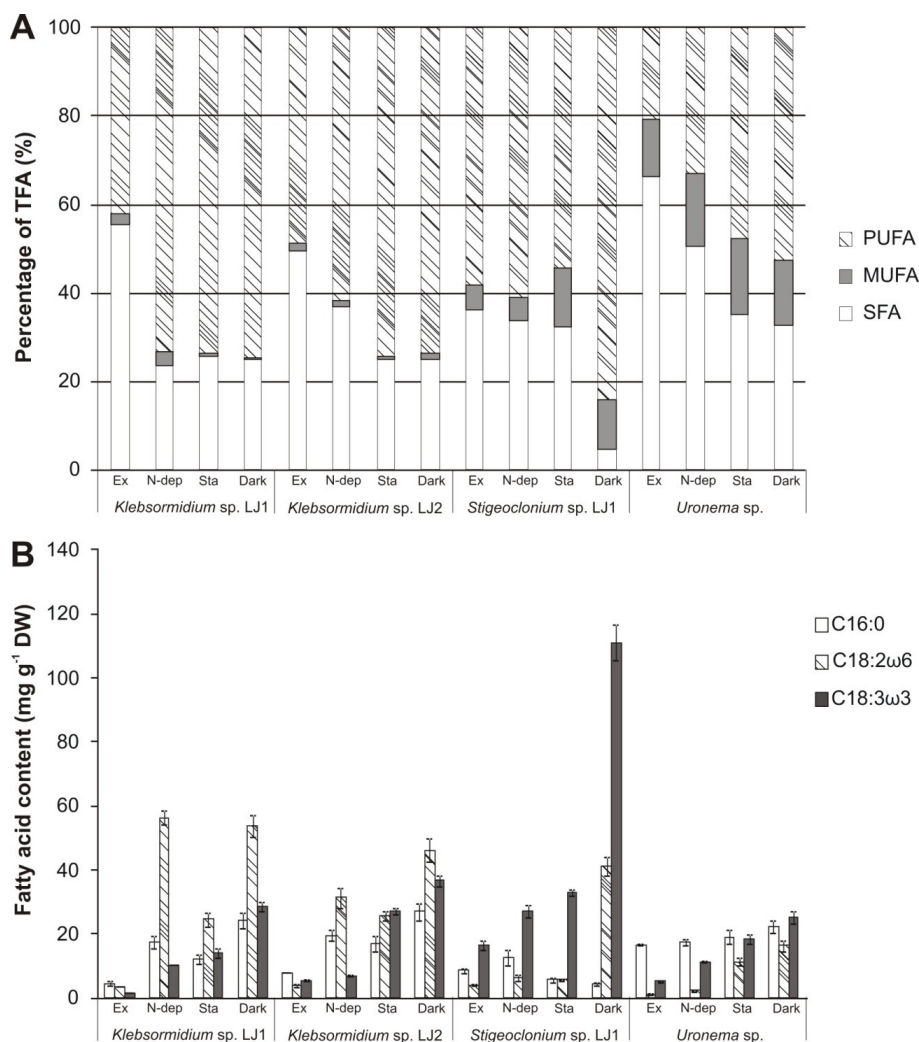 A
Percentage of TFA (%)
100
80
60
40
20
0
Ex N-dep Sta Dark Ex N-dep Sta Dark Ex N-dep Sta Dark Ex N-dep Sta Dark
Klebsormidium sp. LJ1 Klebsormidium sp. LJ2 Stigeoclonium sp. LJ1 Uronema sp.
PUFA
MUFA
SFA
B
Fatty acid content (mg g⁻¹ DW)
140
120
100
80
60
40
20
0
Ex N-dep Sta Dark Ex N-dep Sta Dark Ex N-dep Sta Dark Ex N-dep Sta Dark
Klebsormidium sp. LJ1 Klebsormidium sp. LJ2 Stigeoclonium sp. LJ1 Uronema sp.
C16:0
C18:2ω6
C18:3ω3